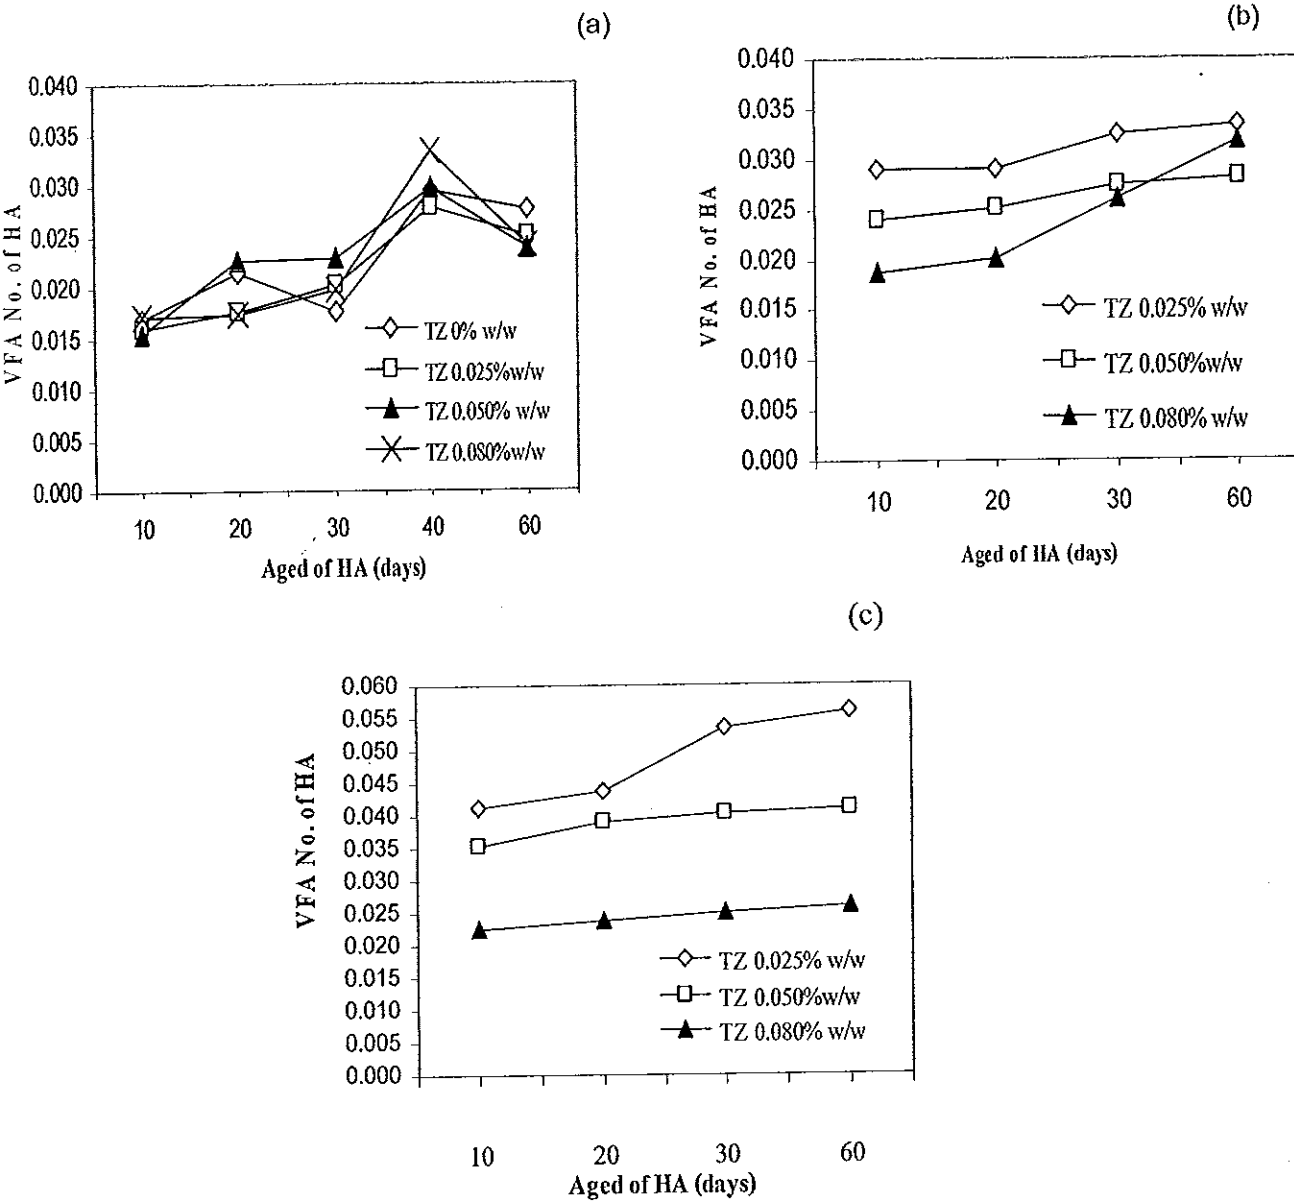 (a)
0.040
0.035
0.030
0.025
0.020
0.015
0.010
0.005
0.000
VFA No. of HA
TZ 0% w/w
TZ 0.025%w/w
TZ 0.050% w/w
TZ 0.080%w/w
10 20 30 40 60
Aged of HA (days)
(b)
0.040
0.035
0.030
0.025
0.020
0.015
0.010
0.005
0.000
VFA No. of HA
TZ 0.025% w/w
TZ 0.050%w/w
TZ 0.080% w/w
10 20 30 60
Aged of HA (days)
(c)
0.060
0.055
0.050
0.045
0.040
0.035
0.030
0.025
0.020
0.015
0.010
0.005
0.000
VFA No. of HA
TZ 0.025% w/w
TZ 0.050%w/w
TZ 0.080% w/w
10 20 30 60
Aged of HA (days)